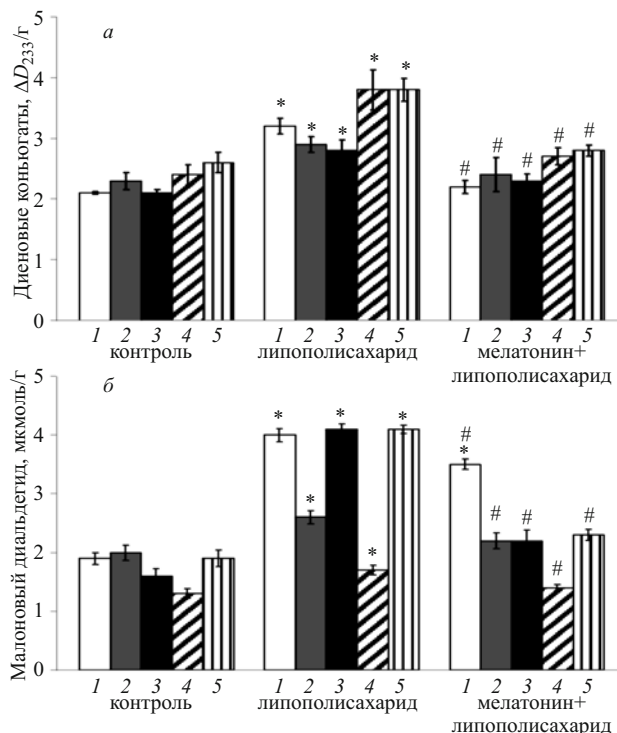 Диеновые коньюгаты, ΔD₂₃₃/г
а
5
4
3
2
1
0
* * * * *
# # # # #
1 2 3 4 5 1 2 3 4 5 1 2 3 4 5
контроль липополисахарид мелатонин+
липополисахарид
Малоновый диальдегид, мкмоль/г
б
5
4
3
2
1
0
* * * * *
# * # # # #
1 2 3 4 5 1 2 3 4 5 1 2 3 4 5
контроль липополисахарид мелатонин+
липополисахарид